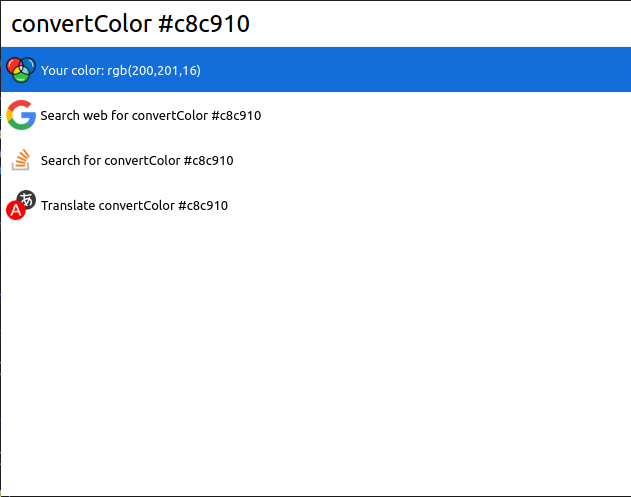 convertColor #c8c910
Your color: rgb(200,201,16)
Search web for convertColor #c8c910
Search for convertColor #c8c910
あ
A
Translate convertColor #c8c910